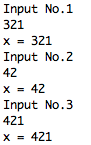 Input No.1
321
x = 321
Input No.2
42
x = 42
Input No.3
421
x = 421